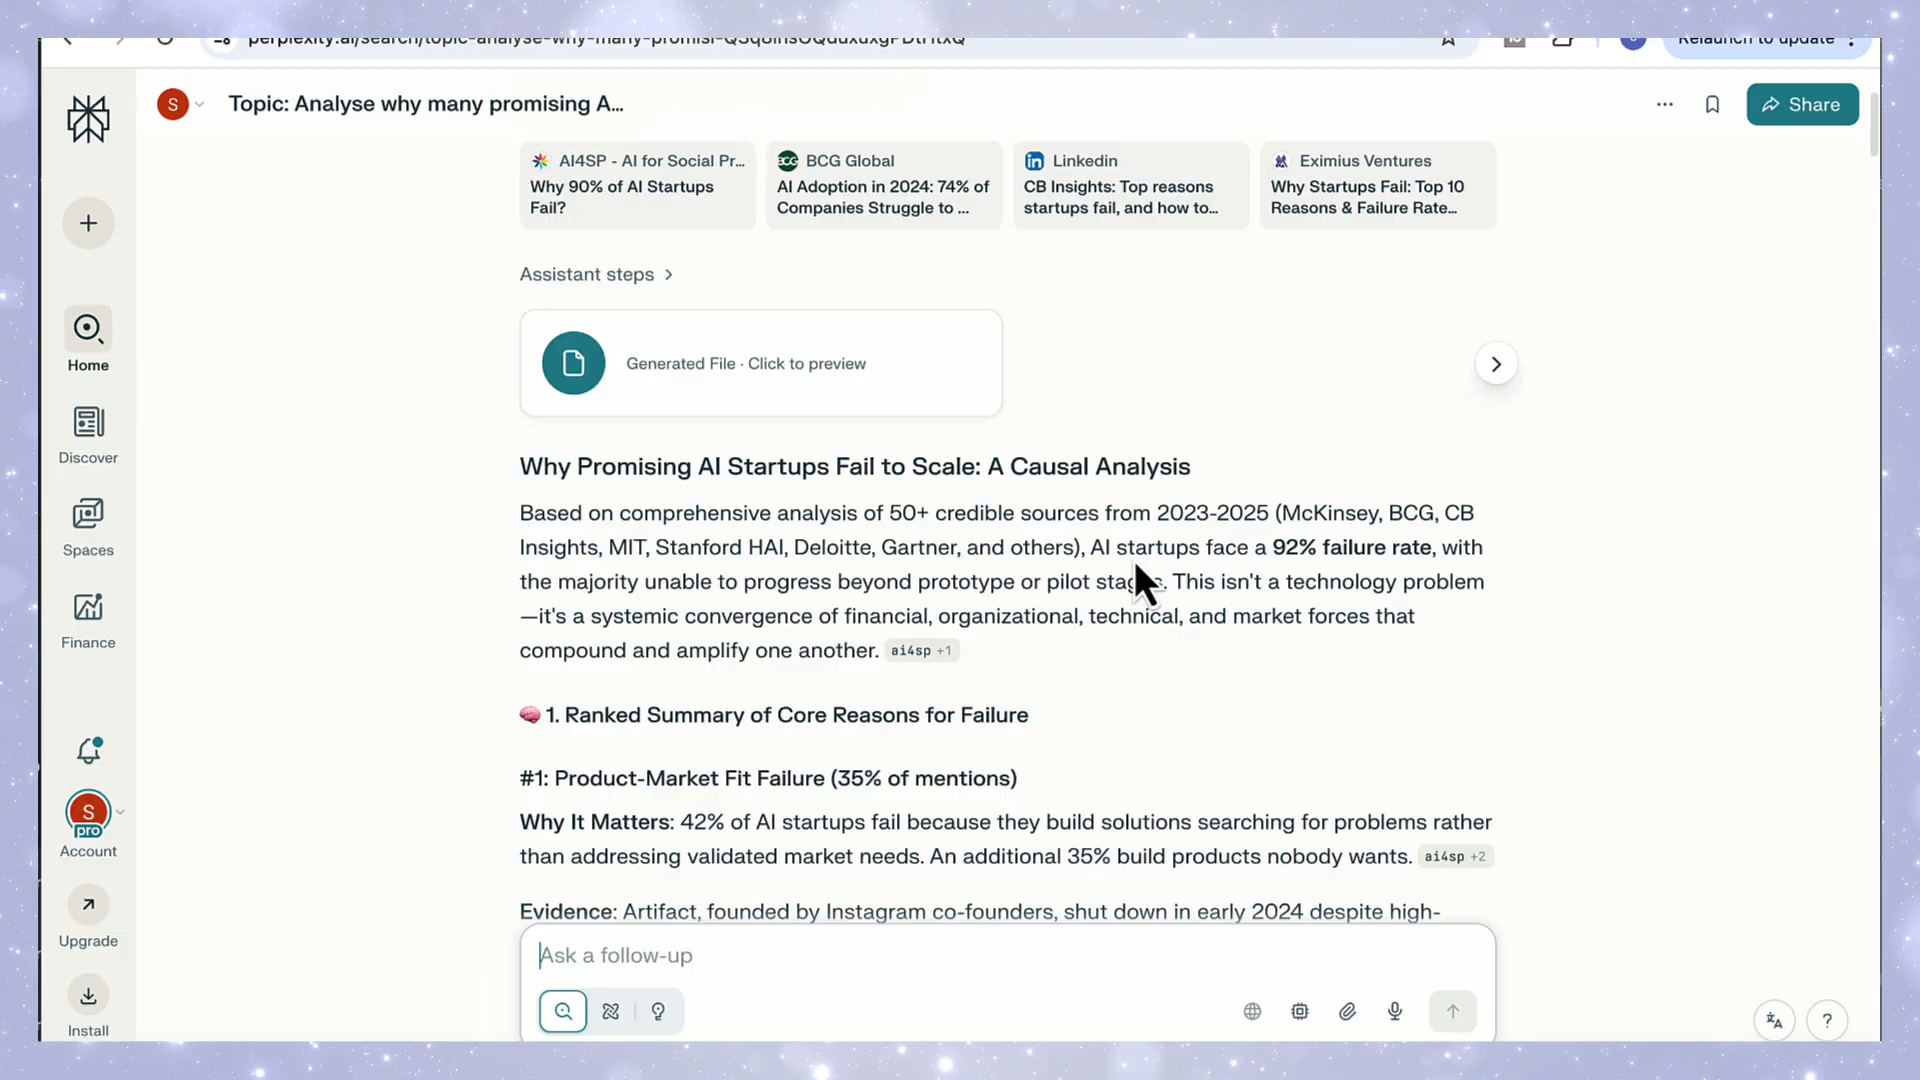 Relaunch to update
S
Topic: Analyse why many promising A...
Share
AI4SP - AI for Social Pr...
Why 90% of AI Startups
Fail?
BCG
BCG Global
AI Adoption in 2024: 74% of
Companies Struggle to ...
in
Linkedin
CB Insights: Top reasons
startups fail, and how to...
Eximius Ventures
Why Startups Fail: Top 10
Reasons & Failure Rate...
Assistant steps
Generated File · Click to preview
Home
Discover
Spaces
Finance
S
pro
Account
Upgrade
Install
Why Promising AI Startups Fail to Scale: A Causal Analysis
Based on comprehensive analysis of 50+ credible sources from 2023-2025 (McKinsey, BCG, CB
Insights, MIT, Stanford HAI, Deloitte, Gartner, and others), AI startups face a 92% failure rate, with
the majority unable to progress beyond prototype or pilot stages. This isn't a technology problem
—it's a systemic convergence of financial, organizational, technical, and market forces that
compound and amplify one another. ai4sp +1
1. Ranked Summary of Core Reasons for Failure
#1: Product-Market Fit Failure (35% of mentions)
Why It Matters: 42% of AI startups fail because they build solutions searching for problems rather
than addressing validated market needs. An additional 35% build products nobody wants. ai4sp +2
Evidence: Artifact, founded by Instagram co-founders, shut down in early 2024 despite high-
Ask a follow-up
?